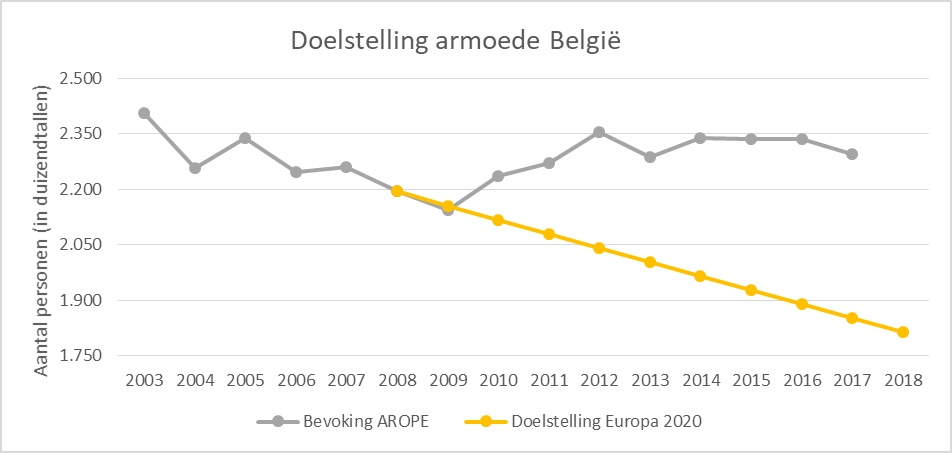 Doelstelling armoede België
Aantal personen (in duizendtallen)
2.500
2.350
2.200
2.050
1.900
1.750
2003 2004 2005 2006 2007 2008 2009 2010 2011 2012 2013 2014 2015 2016 2017 2018
Bevoking AROPE Doelstelling Europa 2020